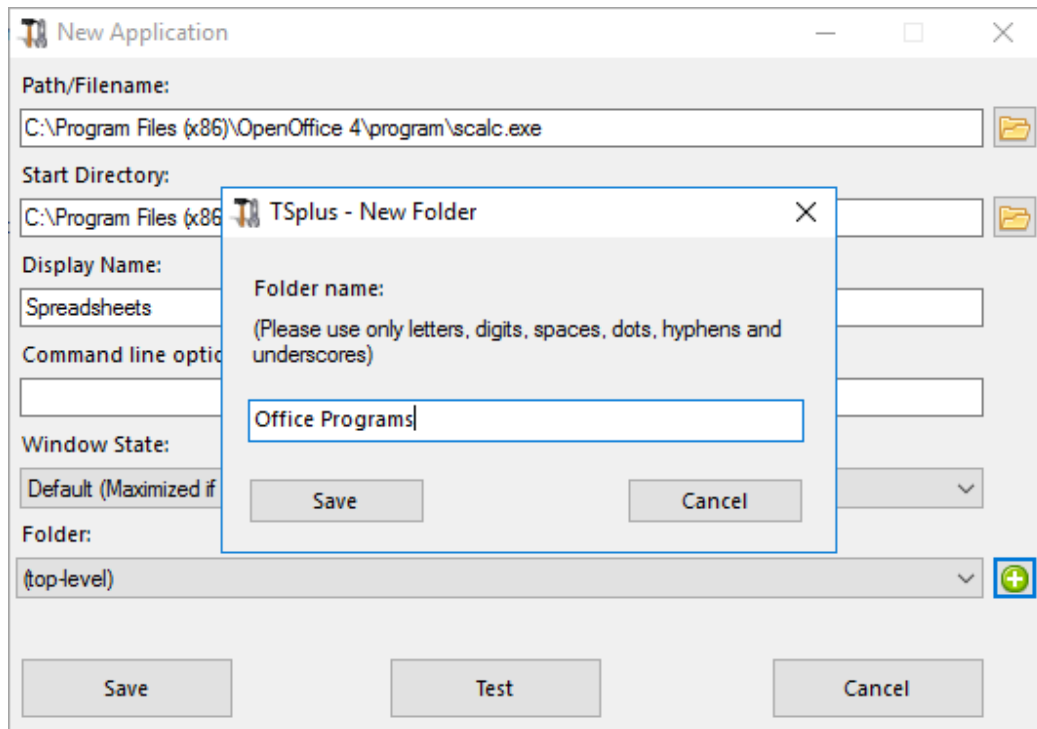 New Application
Path/Filename:
C:\Program Files (x86)\OpenOffice 4\program\scalc.exe
Start Directory:
C:\Program Files (x86
Display Name:
Spreadsheets
Command line optio
Window State:
Default (Maximized if
Folder:
(top-level)
Save
Test
Cancel
TSplus - New Folder
Folder name:
(Please use only letters, digits, spaces, dots, hyphens and
underscores)
Office Programs
Save
Cancel